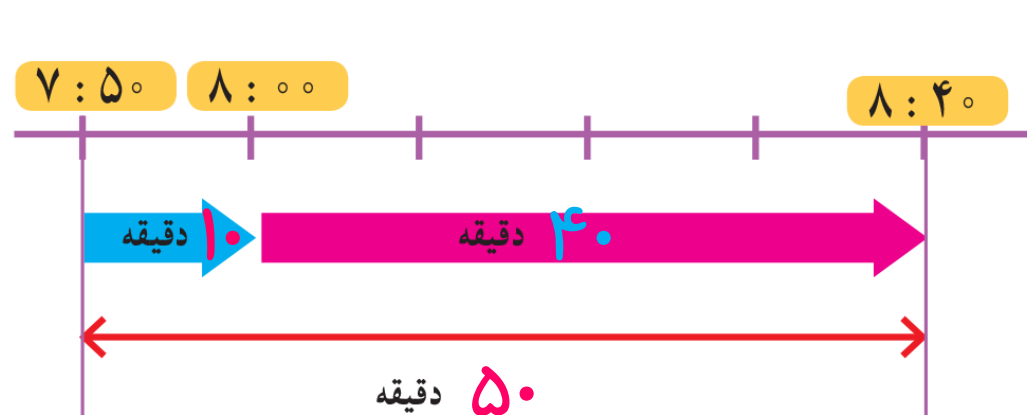 ۷ : ۵۰
۸ : ۰۰
۸ : ۴۰
۱۰ دقیقه
۴۰ دقیقه
۵۰ دقیقه